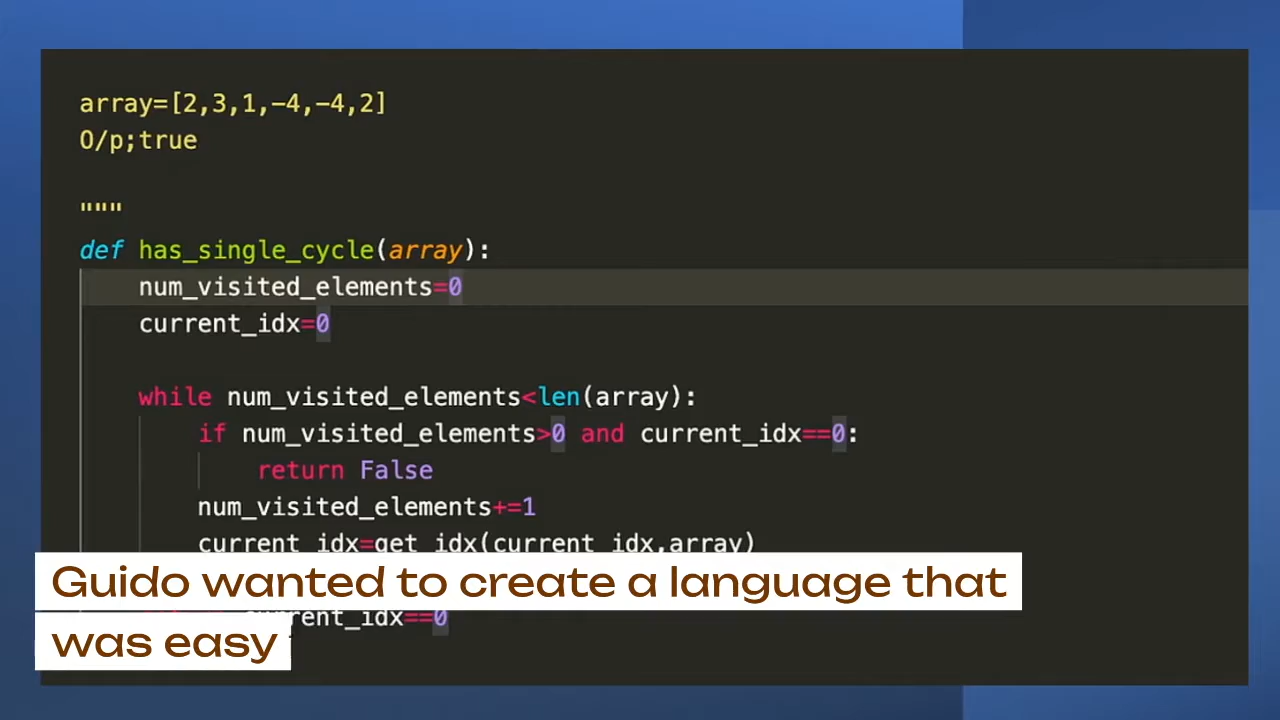 array=[2,3,1,-4,-4,2]
O/p;true
"""
def has_single_cycle(array):
num_visited_elements=0
current_idx=0
while num_visited_elements<len(array):
if num_visited_elements>0 and current_idx==0:
return False
num_visited_elements+=1
current_idx=get_idx(current_idx,array)
Guido wanted to create a language that
current_idx==0
was easy